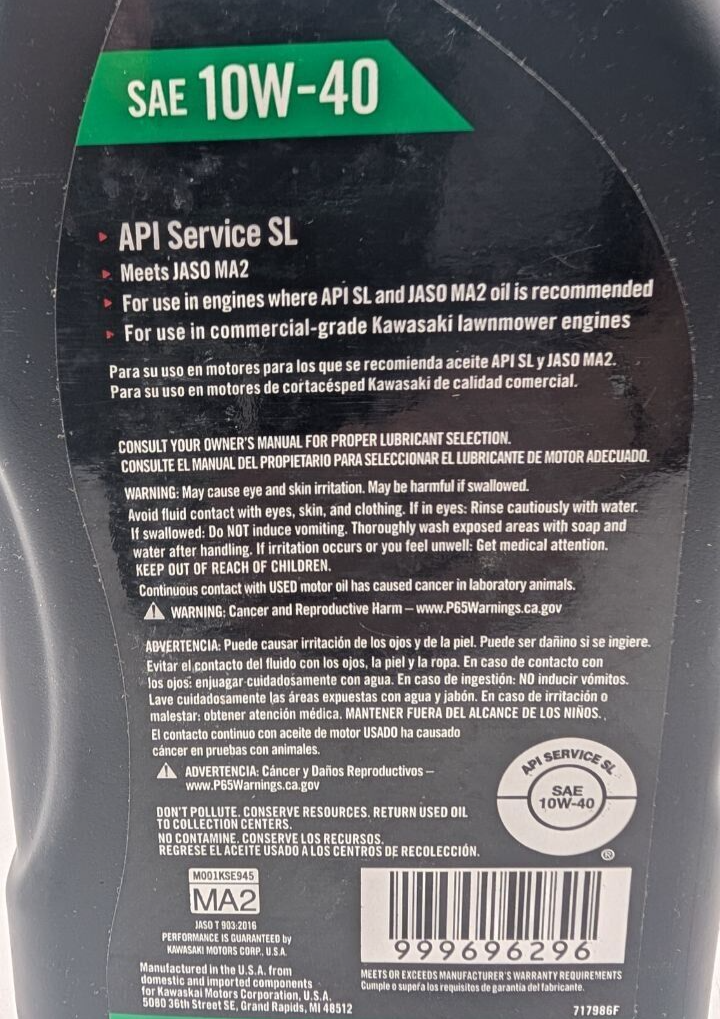 SAE 10W-40
API Service SL
Meets JASO MA2
For use in engines where API SL and JASO MA2 oil is recommended
For use in commercial-grade Kawasaki lawnmower engines
Para su uso en motores para los que se recomienda aceite API SL y JASO MA2.
Para su uso en motores de cortacésped Kawasaki de calidad comercial.
CONSULT YOUR OWNER'S MANUAL FOR PROPER LUBRICANT SELECTION.
CONSULTE EL MANUAL DEL PROPIETARIO PARA SELECCIONAR EL LUBRICANTE DE MOTOR ADECUADO.
WARNING: May cause eye and skin irritation. May be harmful if swallowed.
Avoid fluid contact with eyes, skin, and clothing. If in eyes: Rinse cautiously with water.
If swallowed: Do NOT induce vomiting. Thoroughly wash exposed areas with soap and
water after handling. If irritation occurs or you feel unwell: Get medical attention.
KEEP OUT OF REACH OF CHILDREN.
Continuous contact with USED motor oil has caused cancer in laboratory animals.
WARNING: Cancer and Reproductive Harm – www.P65Warnings.ca.gov
ADVERTENCIA: Puede causar irritación de los ojos y de la piel. Puede ser dañino si se ingiere.
Evitar el contacto del fluido con los ojos, la piel y la ropa. En caso de contacto con
los ojos: enjuagar cuidadosamente con agua. En caso de ingestión: NO inducir vómitos.
Lave cuidadosamente las áreas expuestas con agua y jabón. En caso de irritación o
malestar: obtener atención médica. MANTENER FUERA DEL ALCANCE DE LOS NIÑOS.
El contacto continuo con aceite de motor USADO ha causado
cáncer en pruebas con animales.
ADVERTENCIA: Cáncer y Daños Reproductivos –
www.P65Warnings.ca.gov
API SERVICE SL
SAE
10W-40
®
DON'T POLLUTE. CONSERVE RESOURCES. RETURN USED OIL
TO COLLECTION CENTERS.
NO CONTAMINE. CONSERVE LOS RECURSOS.
REGRESE EL ACEITE USADO A LOS CENTROS DE RECOLECCIÓN.
M001KSE945
MA2
JASO T 903:2016
PERFORMANCE IS GUARANTEED by
KAWASAKI MOTORS CORP., U.S.A.
999696296
Manufactured in the U.S.A. from
domestic and imported components
for Kawaskai Motors Corporation, U.S.A.
5080 36th Street SE, Grand Rapids, MI 48512
MEETS OR EXCEEDS MANUFACTURER'S WARRANTY REQUIREMENTS
Cumple o supera los requisitos de garantía del fabricante.
717986F